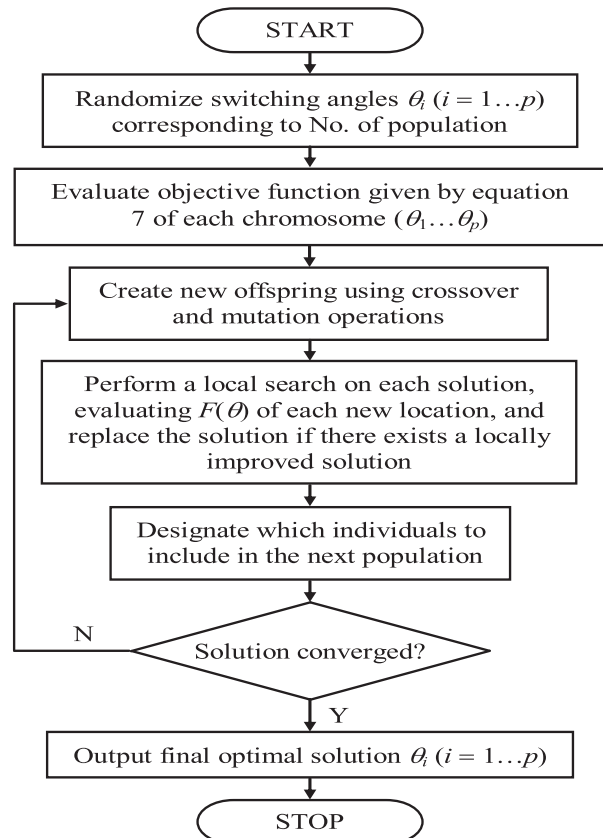 START
Randomize switching angles θi (i = 1…p)
corresponding to No. of population
Evaluate objective function given by equation
7 of each chromosome (θ1…θp)
Create new offspring using crossover
and mutation operations
Perform a local search on each solution,
evaluating F(θ) of each new location, and
replace the solution if there exists a locally
improved solution
Designate which individuals to
include in the next population
N
Solution converged?
Y
Output final optimal solution θi (i = 1…p)
STOP